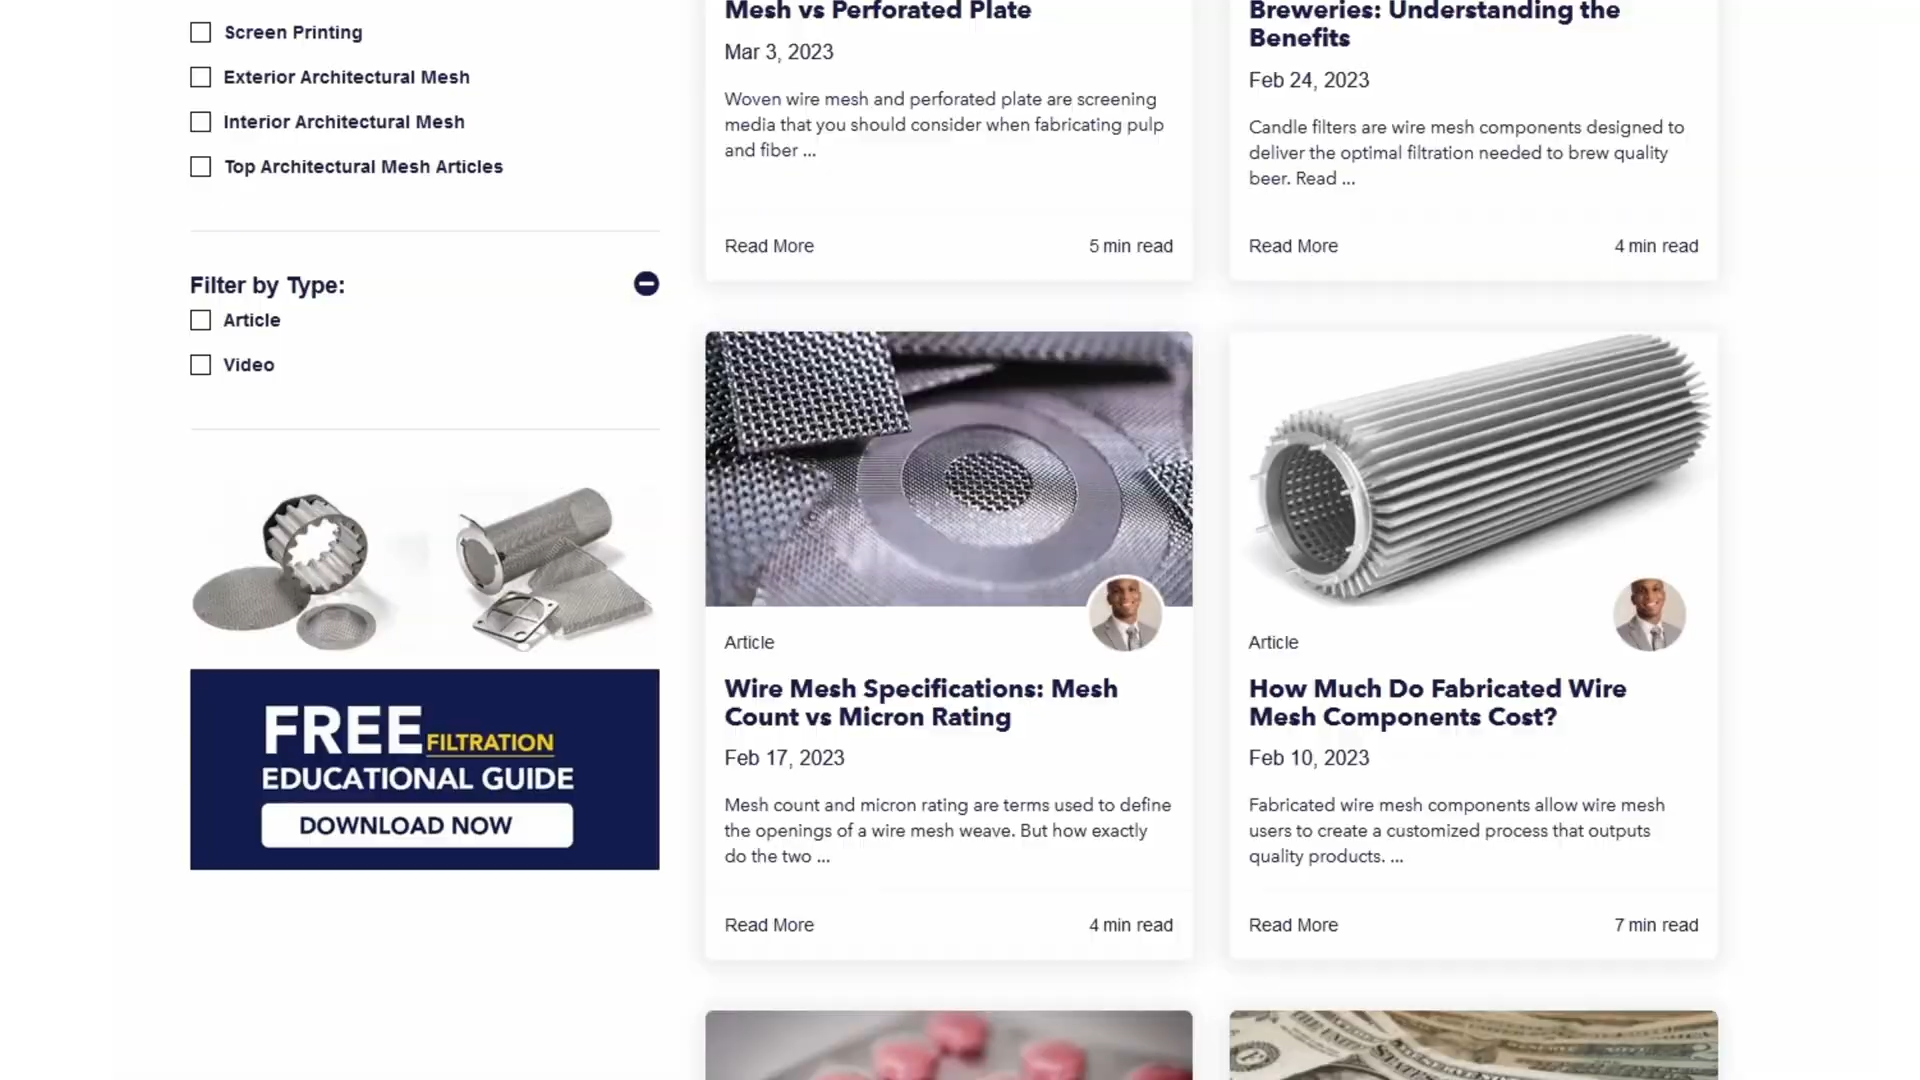 Screen Printing
Exterior Architectural Mesh
Interior Architectural Mesh
Top Architectural Mesh Articles
Filter by Type:
Article
Video
FREE FILTRATION
EDUCATIONAL GUIDE
DOWNLOAD NOW
Mesh vs Perforated Plate
Mar 3, 2023
Woven wire mesh and perforated plate are screening
media that you should consider when fabricating pulp
and fiber ...
Read More
5 min read
Breweries: Understanding the
Benefits
Feb 24, 2023
Candle filters are wire mesh components designed to
deliver the optimal filtration needed to brew quality
beer. Read ...
Read More
4 min read
Article
Wire Mesh Specifications: Mesh
Count vs Micron Rating
Feb 17, 2023
Mesh count and micron rating are terms used to define
the openings of a wire mesh weave. But how exactly
do the two ...
Read More
4 min read
Article
How Much Do Fabricated Wire
Mesh Components Cost?
Feb 10, 2023
Fabricated wire mesh components allow wire mesh
users to create a customized process that outputs
quality products. ...
Read More
7 min read